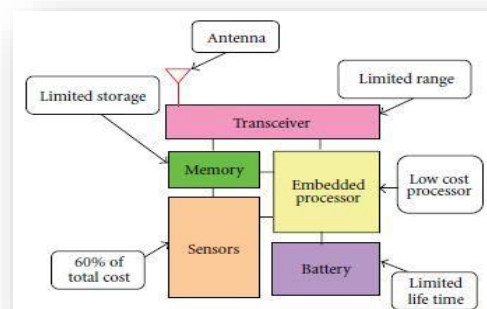 Antenna
Limited storage
Limited range
Transceiver
Memory
Embedded
processor
Low cost
processor
Sensors
60% of
total cost
Battery
Limited
life time